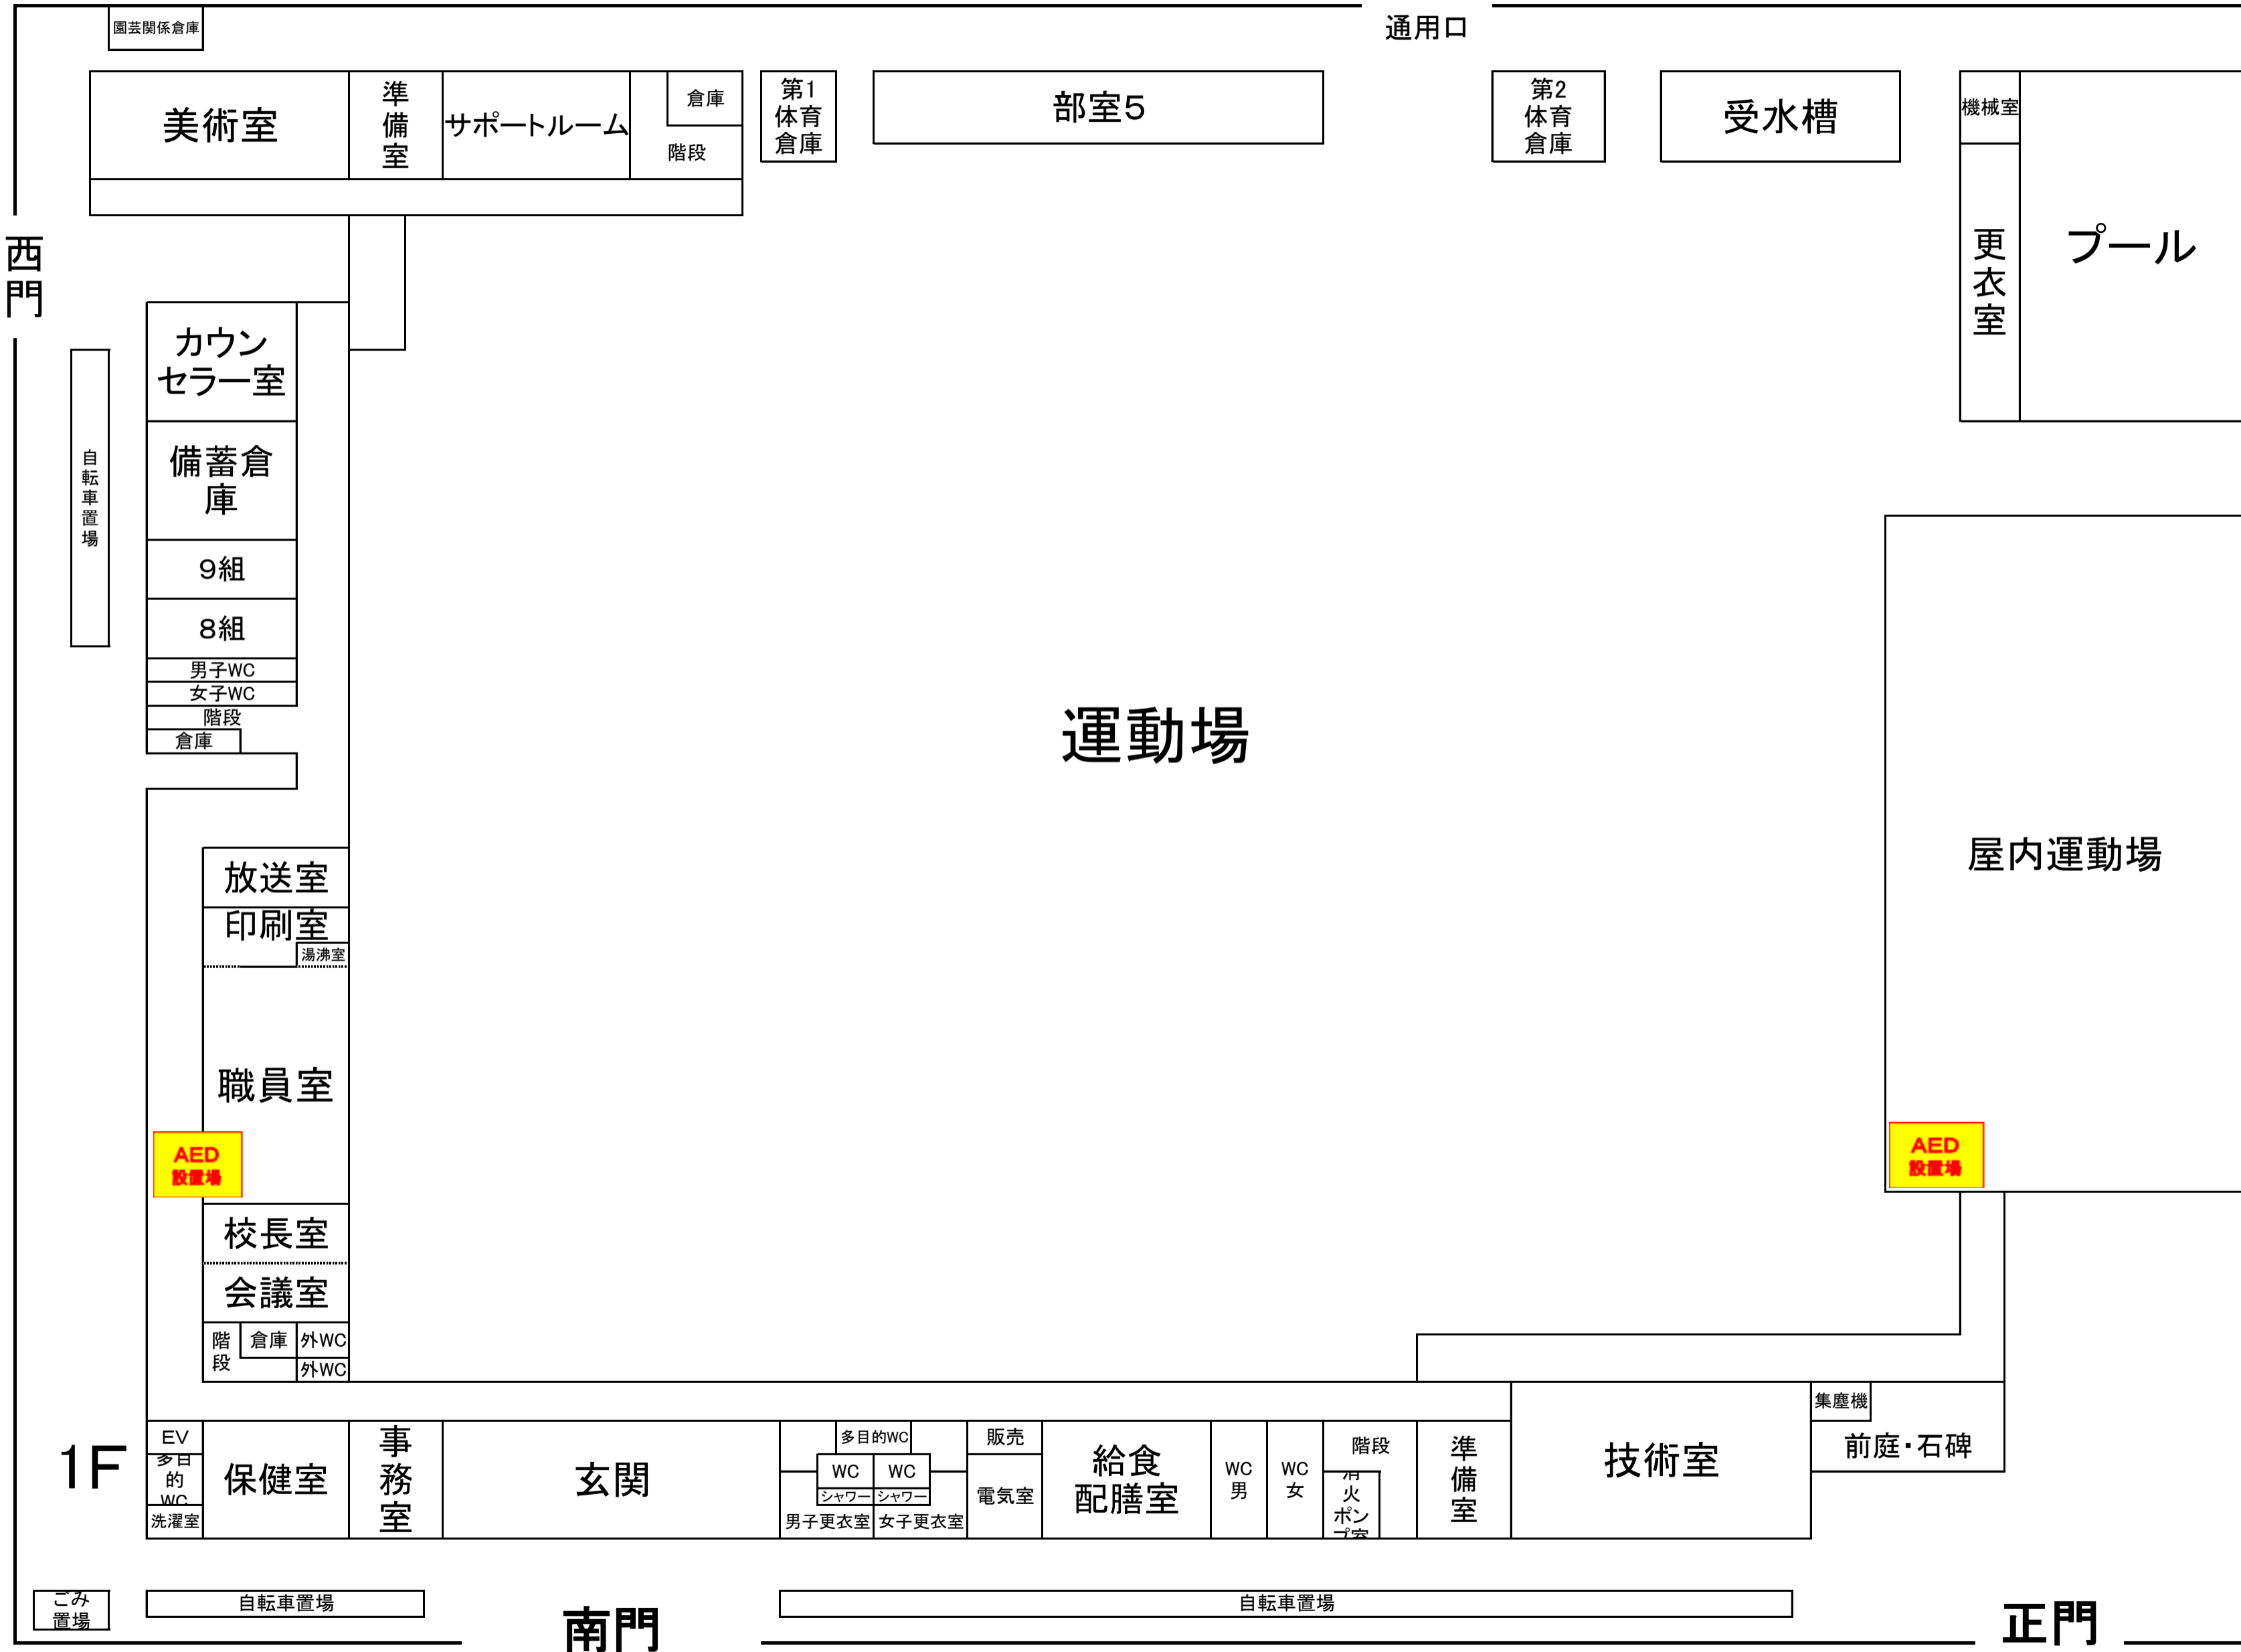 通用口
園芸関係倉庫
美術室
準
備
室
サポートルーム
倉庫
階段
第1
体育
倉庫
部室5
第2
体育
倉庫
受水槽
機械室
更
衣
室
プール
西
門
カウン
セラー室
自
転
車
置
場
備蓄倉
庫
9組
8組
男子WC
女子WC
階段
倉庫
運動場
屋内運動場
放送室
印刷室
湯沸室
職員室
AED
設置場
AED
設置場
校長室
会議室
階
段
倉庫
外WC
外WC
1F
EV
多目
的
WC
洗濯室
保健室
事
務
室
玄関
多目的WC
WC
WC
シャワー
シャワー
男子更衣室
女子更衣室
販売
電気室
給食
配膳室
WC
男
WC
女
階段
消
火
ポン
プ室
準
備
室
技術室
集塵機
前庭・石碑
ごみ
置場
自転車置場
南門
自転車置場
正門